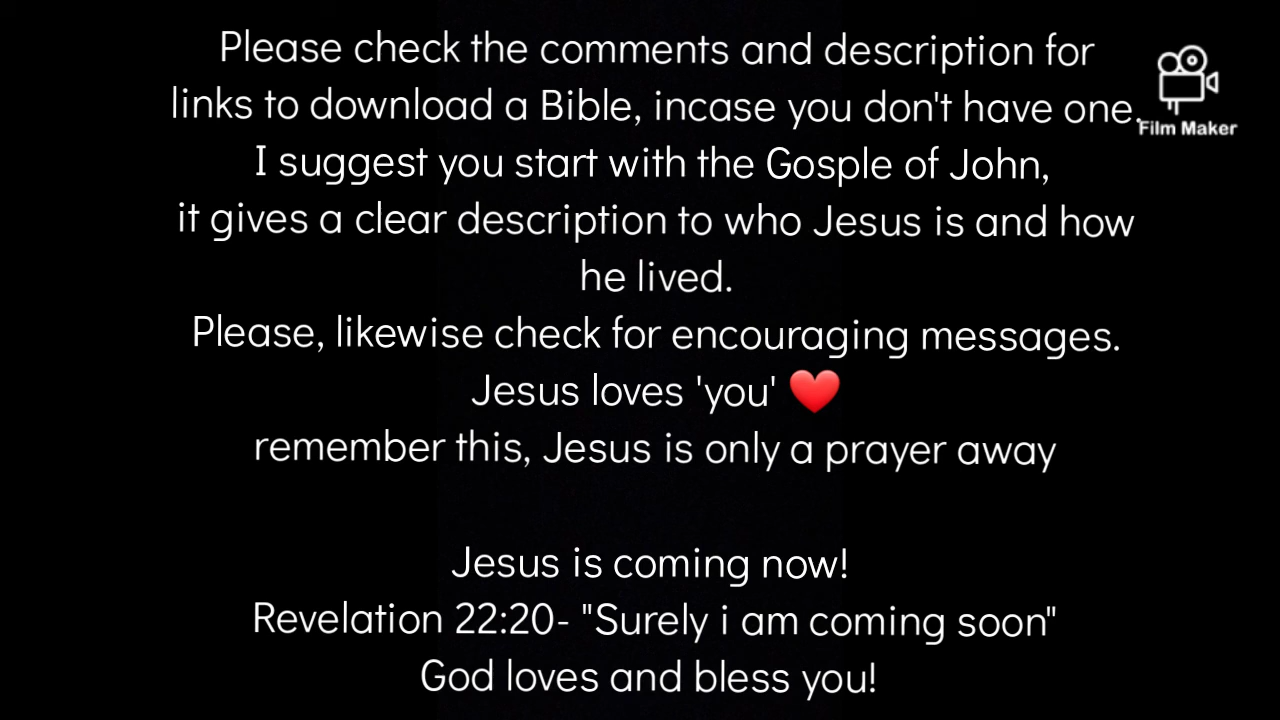 Please check the comments and description for
links to download a Bible, incase you don't have one.
Film Maker
I suggest you start with the Gosple of John,
it gives a clear description to who Jesus is and how
he lived.
Please, likewise check for encouraging messages.
Jesus loves 'you' ❤️
remember this, Jesus is only a prayer away
Jesus is coming now!
Revelation 22:20- "Surely i am coming soon"
God loves and bless you!